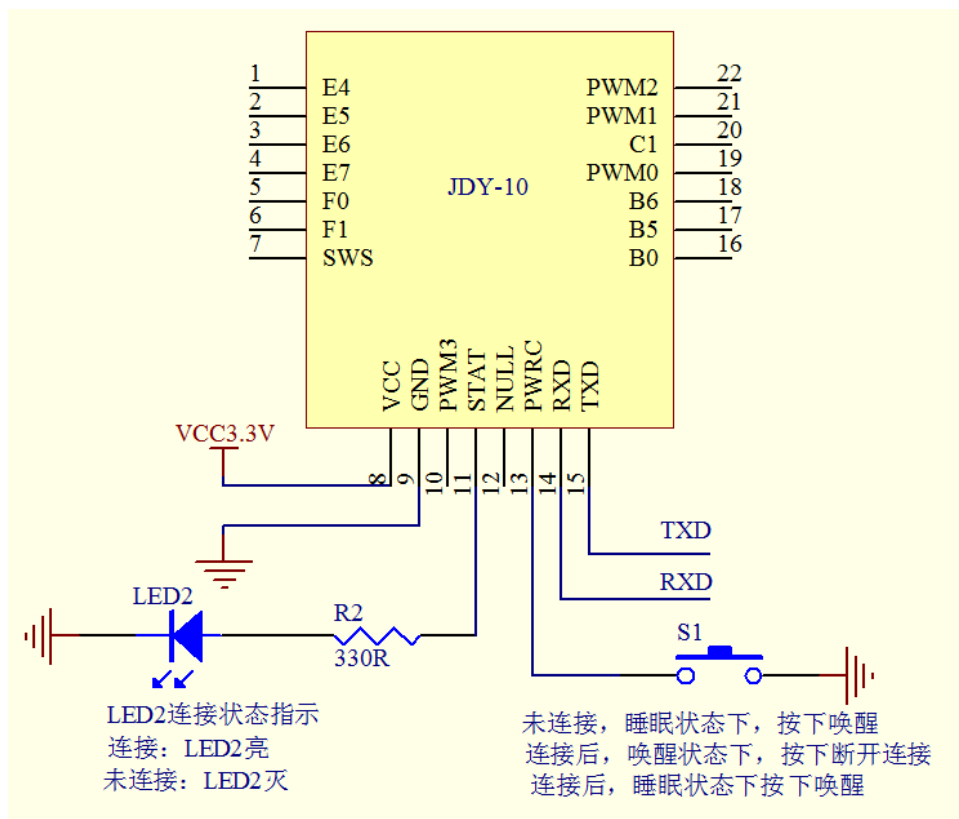 1 E4
2 E5
3 E6
4 E7
5 F0
6 F1
7 SWS
JDY-10
PWM2 22
PWM1 21
C1 20
PWM0 19
B6 18
B5 17
B0 16
VCC GND PWM3 STAT NULL PWRC RXD TXD
8 9 10 11 12 13 14 15
VCC3.3V
TXD
RXD
LED2
R2
330R
S1
LED2连接状态指示
连接：LED2亮
未连接：LED2灭
未连接，睡眠状态下，按下唤醒
连接后，唤醒状态下，按下断开连接
连接后，睡眠状态下按下唤醒